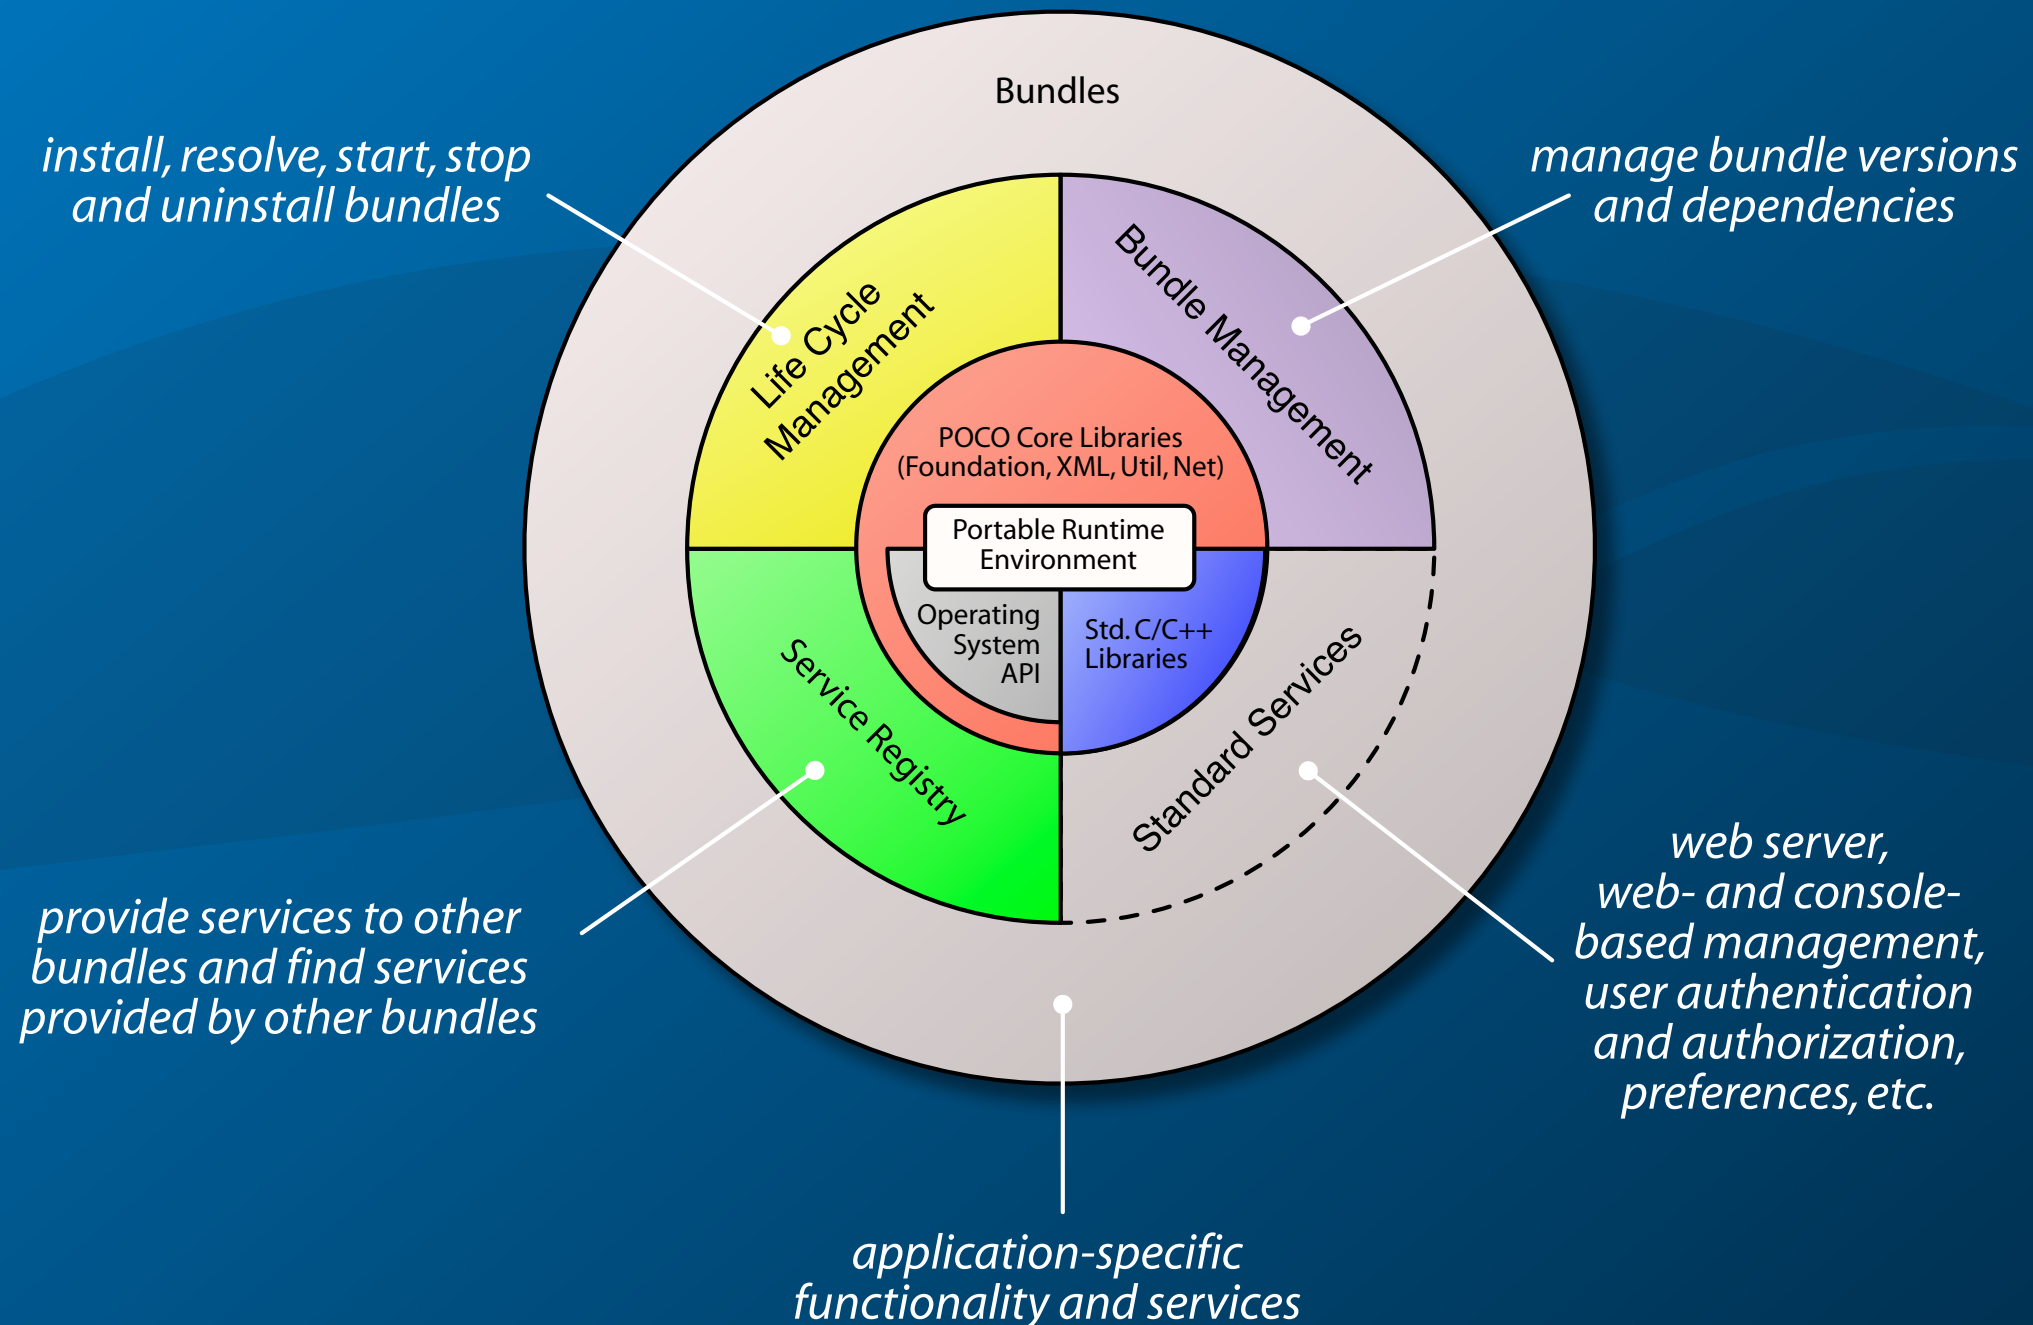 Bundles
install, resolve, start, stop
and uninstall bundles
manage bundle versions
and dependencies
Life Cycle
Management
Bundle Management
POCO Core Libraries
(Foundation, XML, Util, Net)
Portable Runtime
Environment
Operating
System
API
Std. C/C++
Libraries
Service Registry
Standard Services
provide services to other
bundles and find services
provided by other bundles
web server,
web- and console-
based management,
user authentication
and authorization,
preferences, etc.
application-specific
functionality and services